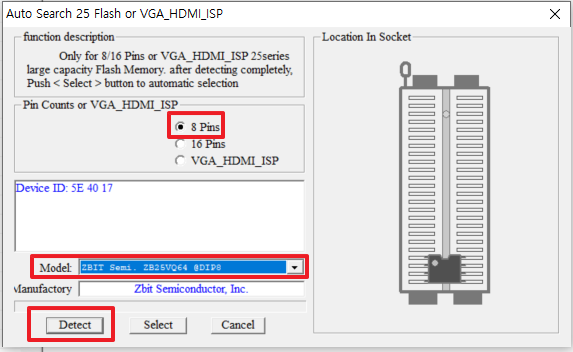 Auto Search 25 Flash or VGA_HDMI_ISP
function description
Only for 8/16 Pins or VGA_HDMI_ISP 25series
large capacity Flash Memory. after detecting completely,
Push < Select > button to automatic selection
Pin Counts or VGA_HDMI_ISP
8 Pins
16 Pins
VGA_HDMI_ISP
Device ID: 5E 40 17
Model: ZBIT Semi. ZB25VQ64 @DIP8
Manufactory Zbit Semiconductor, Inc.
Detect Select Cancel
Location In Socket